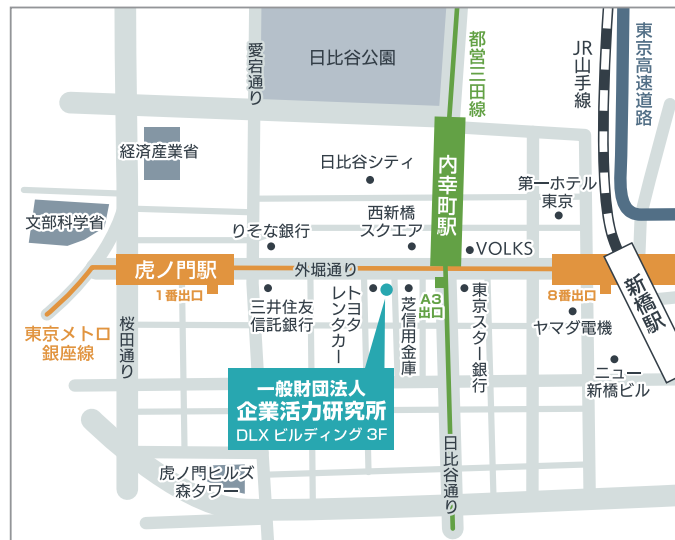 日比谷公園
愛宕通り
都営三田線
JR山手線
東京高速道路
経済産業省
日比谷シティ
内幸町駅
第一ホテル
東京
文部科学省
りそな銀行
西新橋
スクエア
VOLKS
虎ノ門駅
外堀通り
新橋駅
1番出口
三井住友
信託銀行
トヨタ
レンタカー
芝信用金庫
A3
出口
東京スター銀行
8番出口
ヤマダ電機
東京メトロ
銀座線
桜田通り
ニュー
新橋ビル
一般財団法人
企業活力研究所
DLX ビルディング 3F
日比谷通り
虎ノ門ヒルズ
森タワー